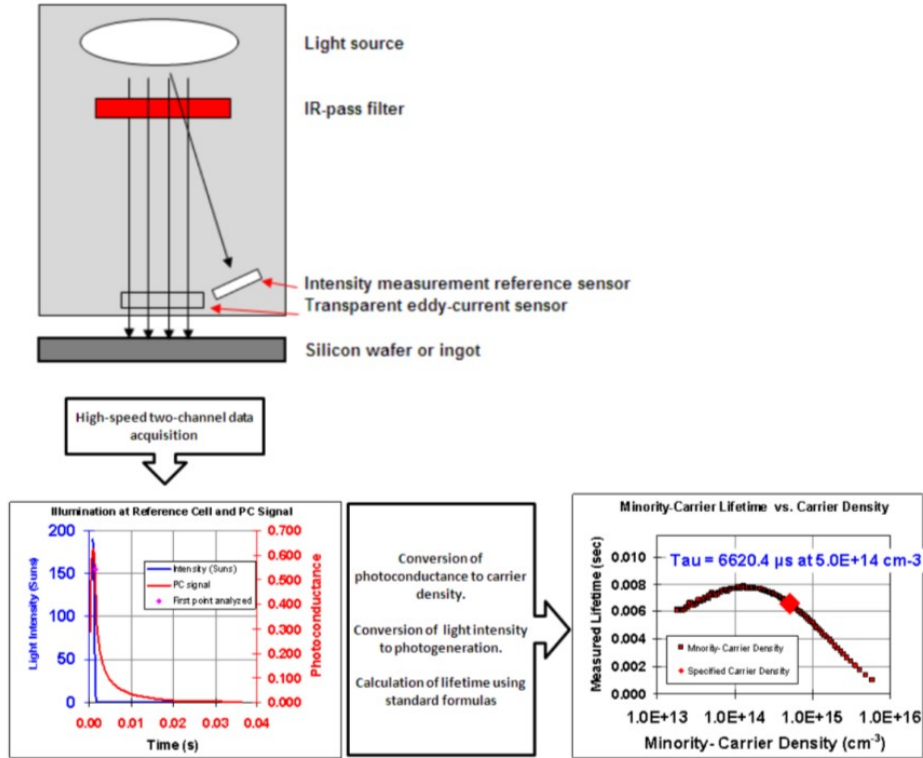 Light source
IR-pass filter
Intensity measurement reference sensor
Transparent eddy-current sensor
Silicon wafer or ingot
High-speed two-channel data
acquisition
Illumination at Reference Cell and PC Signal
200
150
100
50
0
Light Intensity (Suns)
Intensity (Suns)
PC signal
First point analyzed
0.700
0.600
0.500
0.400
0.300
0.200
0.100
0.000
Photoconductance
0.00 0.01 0.02 0.03 0.04
Time (s)
Conversion of
photoconductance to carrier
density.
Conversion of light intensity
to photogeneration.
Calculation of lifetime using
standard formulas
Minority-Carrier Lifetime vs. Carrier Density
Tau = 6620.4 µs at 5.0E+14 cm-3
Measured Lifetime (sec)
0.010
0.008
0.006
0.004
0.002
0.000
Mnority- Carrier Density
Specified Carrier Density
1.0E+13 1.0E+14 1.0E+15 1.0E+16
Minority- Carrier Density (cm⁻³)